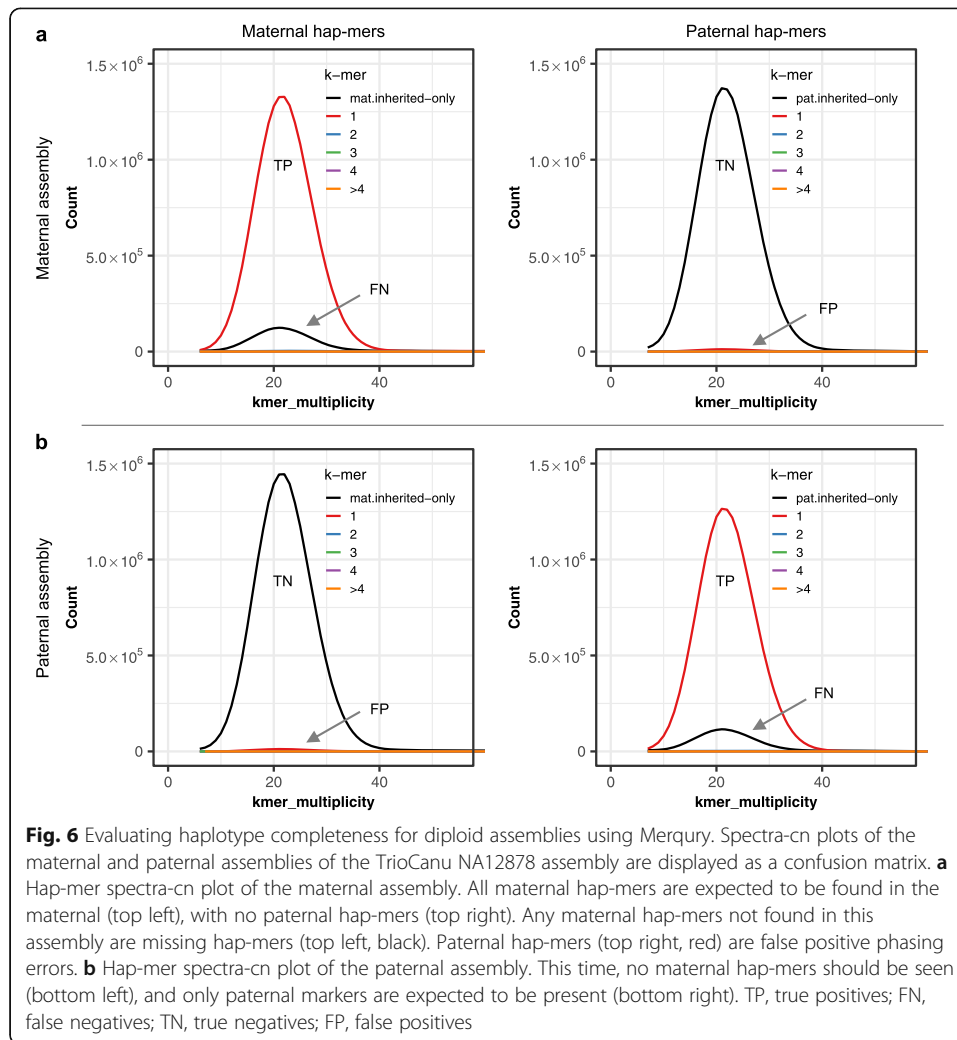 a
Maternal hap-mers
Paternal hap-mers
Maternal assembly
Count
1.5×10⁶
1.0×10⁶
5.0×10⁵
0
k−mer
mat.inherited−only
1
2
3
4
>4
TP
FN
0
20
40
kmer_multiplicity
Count
1.5×10⁶
1.0×10⁶
5.0×10⁵
0
k−mer
pat.inherited−only
1
2
3
4
>4
TN
FP
0
20
40
kmer_multiplicity
b
Paternal assembly
Count
1.5×10⁶
1.0×10⁶
5.0×10⁵
0
k−mer
mat.inherited−only
1
2
3
4
>4
TN
FP
0
20
40
kmer_multiplicity
Count
1.5×10⁶
1.0×10⁶
5.0×10⁵
0
k−mer
pat.inherited−only
1
2
3
4
>4
TP
FN
0
20
40
kmer_multiplicity
Fig. 6 Evaluating haplotype completeness for diploid assemblies using Merqury. Spectra-cn plots of the
maternal and paternal assemblies of the TrioCanu NA12878 assembly are displayed as a confusion matrix. a
Hap-mer spectra-cn plot of the maternal assembly. All maternal hap-mers are expected to be found in the
maternal (top left), with no paternal hap-mers (top right). Any maternal hap-mers not found in this
assembly are missing hap-mers (top left, black). Paternal hap-mers (top right, red) are false positive phasing
errors. b Hap-mer spectra-cn plot of the paternal assembly. This time, no maternal hap-mers should be seen
(bottom left), and only paternal markers are expected to be present (bottom right). TP, true positives; FN,
false negatives; TN, true negatives; FP, false positives